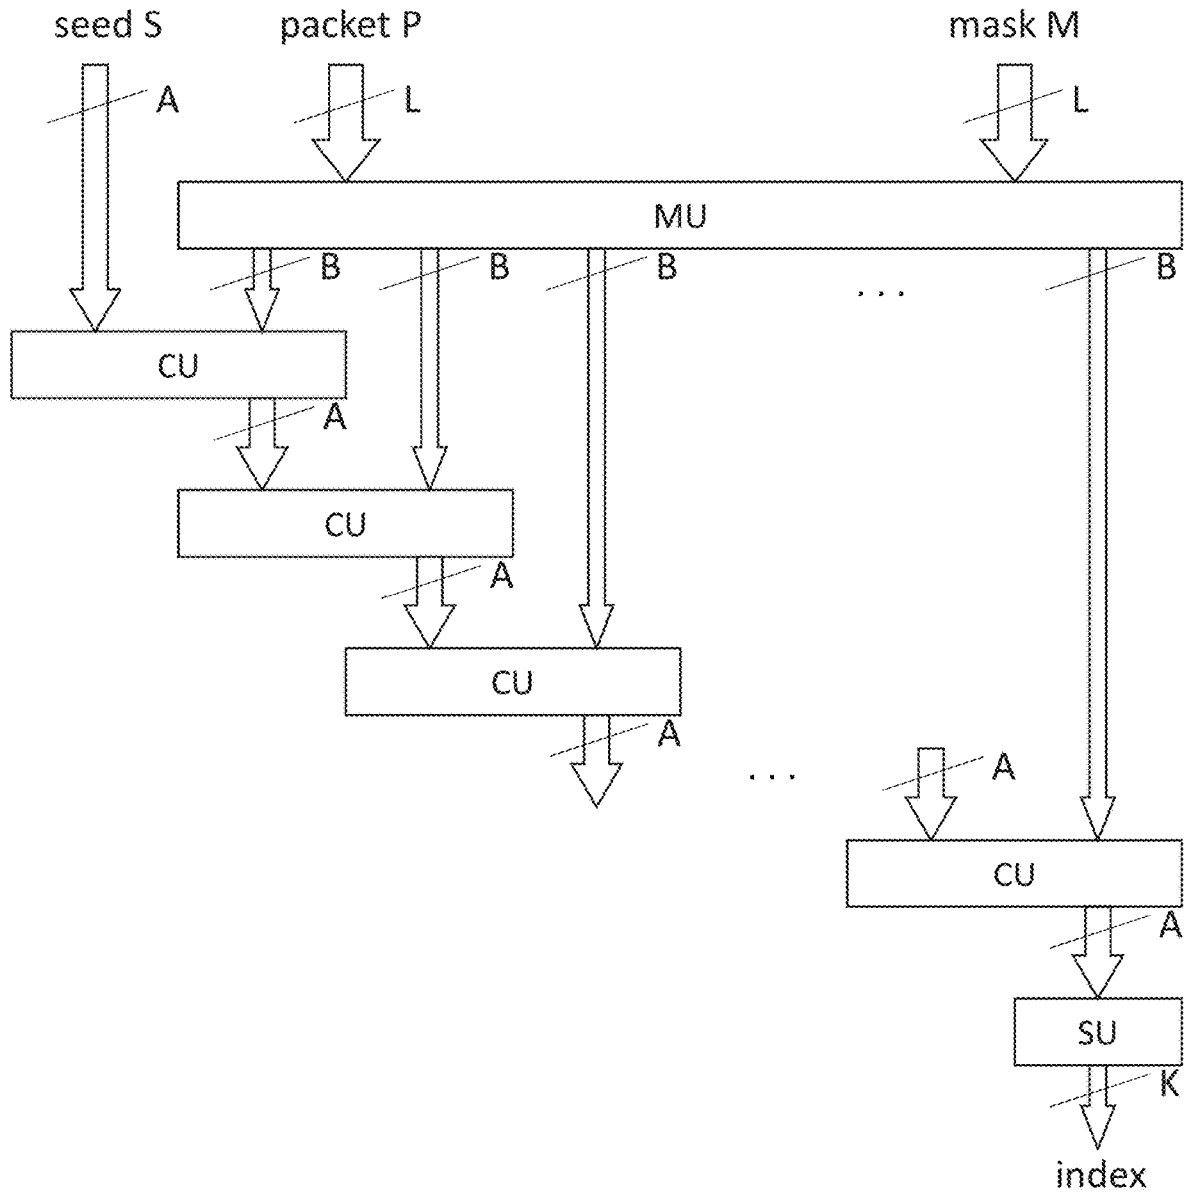 seed S packet P mask M
A L L
MU
B B B ... B
CU
A
CU
A
CU
A ... A
CU
A
SU
K
index